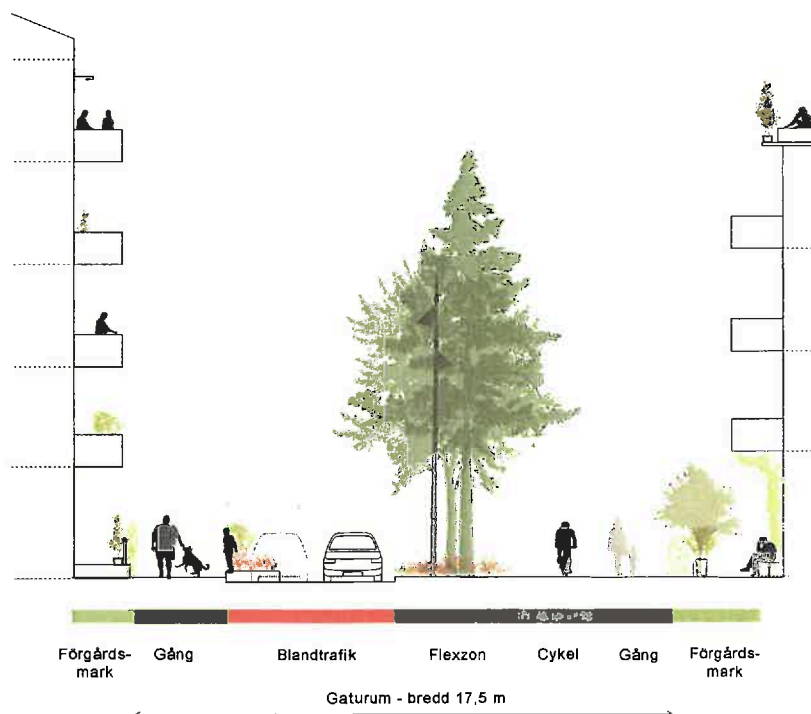 Förgårds-
mark
Gång
Blandtrafik
Flexzon
Cykel
Gång
Förgårds-
mark
Gaturum - bredd 17,5 m